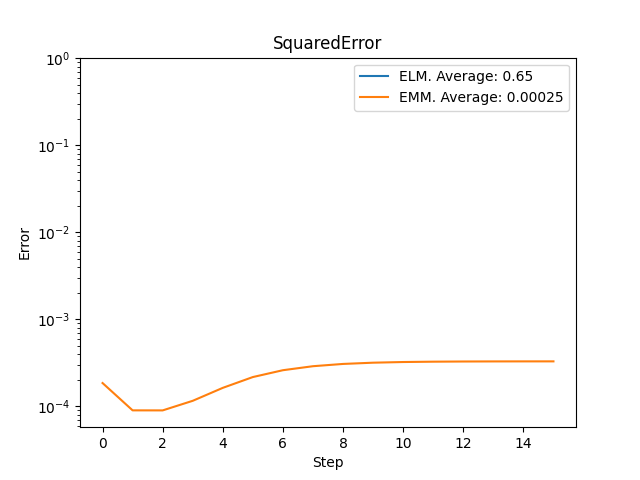 SquaredError
ELM. Average: 0.65
EMM. Average: 0.00025
10⁰
10⁻¹
10⁻²
10⁻³
10⁻⁴
Error
0 2 4 6 8 10 12 14
Step